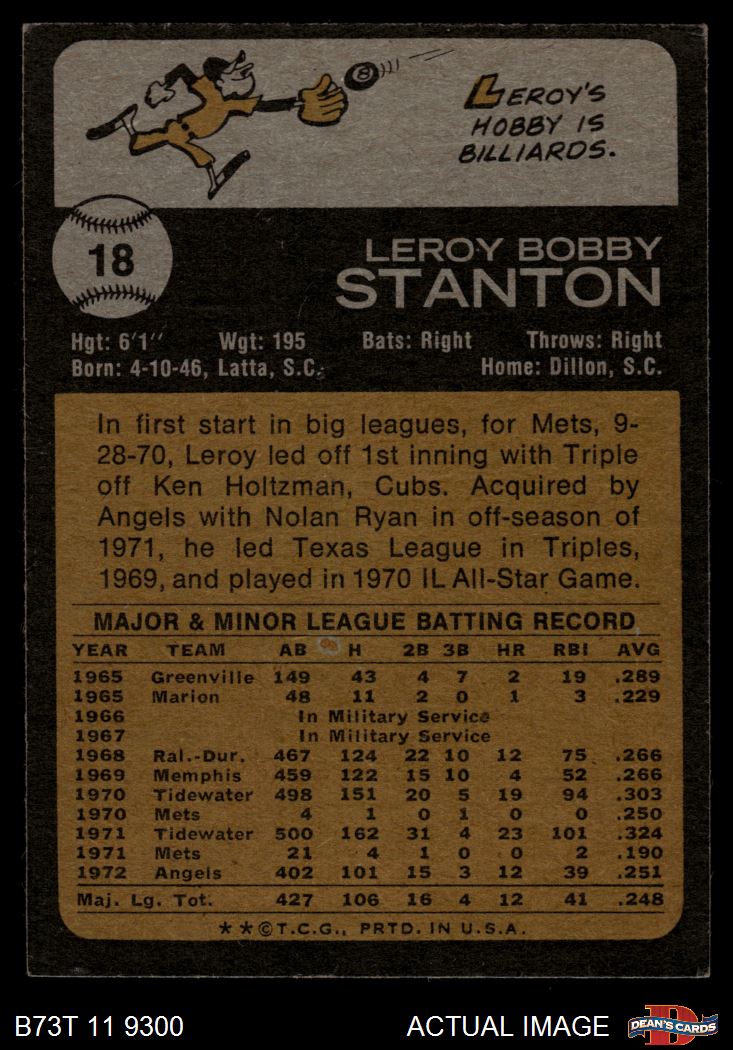 8
LEROY'S
HOBBY IS
BILLIARDS.
18
LEROY BOBBY
STANTON
Hgt: 6'1" Wgt: 195 Bats: Right Throws: Right
Born: 4-10-46, Latta, S.C. Home: Dillon, S.C.
In first start in big leagues, for Mets, 9-
28-70, Leroy led off 1st inning with Triple
off Ken Holtzman, Cubs. Acquired by
Angels with Nolan Ryan in off-season of
1971, he led Texas League in Triples,
1969, and played in 1970 IL All-Star Game.
MAJOR & MINOR LEAGUE BATTING RECORD
YEAR TEAM AB H 2B 3B HR RBI AVG
1965 Greenville 149 43 4 7 2 19 .289
1965 Marion 48 11 2 0 1 3 .229
1966 In Military Service
1967 In Military Service
1968 Ral.-Dur. 467 124 22 10 12 75 .266
1969 Memphis 459 122 15 10 4 52 .266
1970 Tidewater 498 151 20 5 19 94 .303
1970 Mets 4 1 0 1 0 0 .250
1971 Tidewater 500 162 31 4 23 101 .324
1971 Mets 21 4 1 0 0 2 .190
1972 Angels 402 101 15 3 12 39 .251
Maj. Lg. Tot. 427 106 16 4 12 41 .248
**©T.C.G., PRTD. IN U.S.A.
B73T 11 9300 ACTUAL IMAGE D DEAN'S CARDS